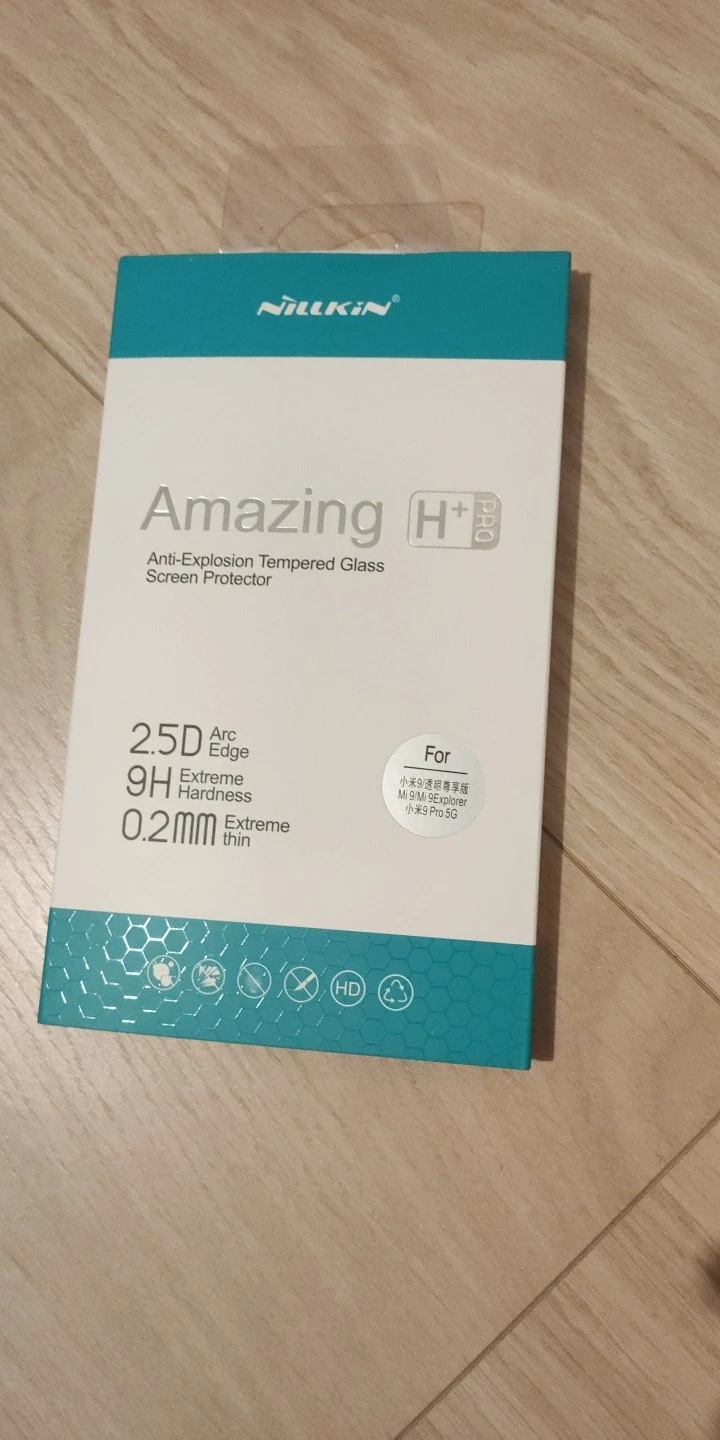 NILLKIN®
Amazing H+ PRO
Anti-Explosion Tempered Glass
Screen Protector
2.5D Arc Edge
9H Extreme Hardness
0.2mm Extreme thin
For
小米9/透明尊享版
Mi 9/Mi 9Explorer
小米9 Pro 5G
HD